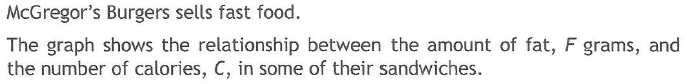 McGregor's Burgers sells fast food.
The graph shows the relationship between the amount of fat, F grams, and
the number of calories, C, in some of their sandwiches.